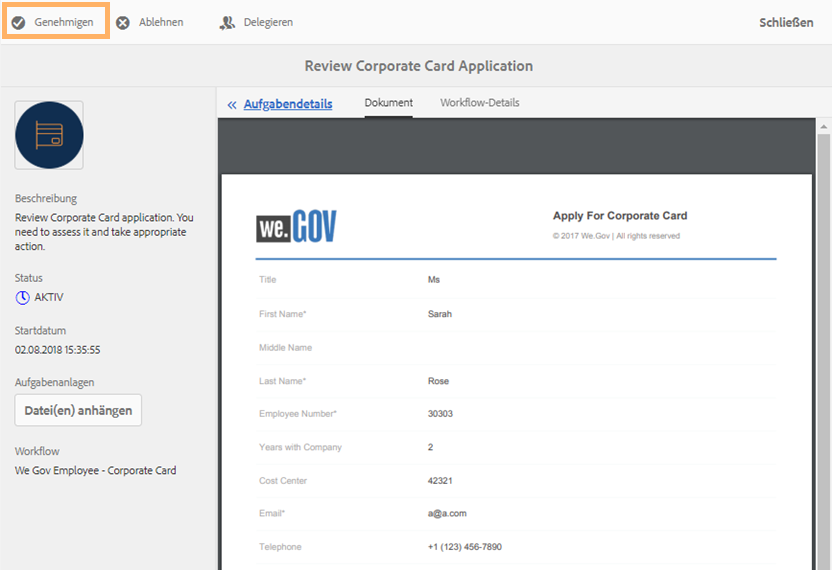 Genehmigen Ablehnen Delegieren Schließen
Review Corporate Card Application
« Aufgabendetails Dokument Workflow-Details
Beschreibung
Review Corporate Card application. You
need to assess it and take appropriate
action.
Status
AKTIV
Startdatum
02.08.2018 15:35:55
Aufgabenanlagen
Datei(en) anhängen
Workflow
We Gov Employee - Corporate Card
we.GOV
Apply For Corporate Card
© 2017 We.Gov | All rights reserved
Title Ms
First Name* Sarah
Middle Name
Last Name* Rose
Employee Number* 30303
Years with Company 2
Cost Center 42321
Email* a@a.com
Telephone +1 (123) 456-7890